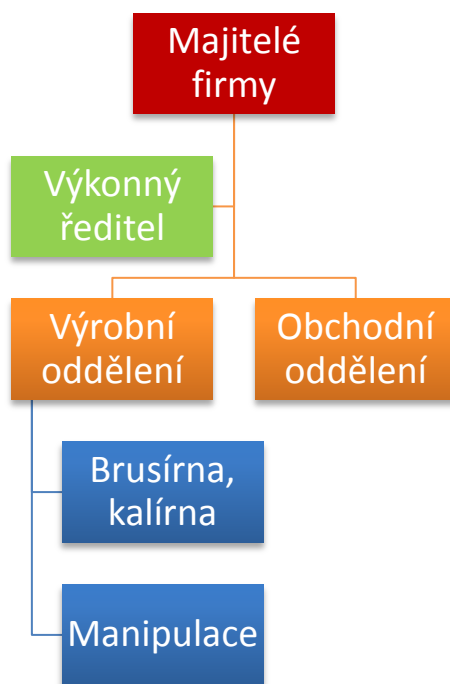 Majitelé
firmy
Výkonný
ředitel
Výrobní
oddělení
Obchodní
oddělení
Brusírna,
kalírna
Manipulace